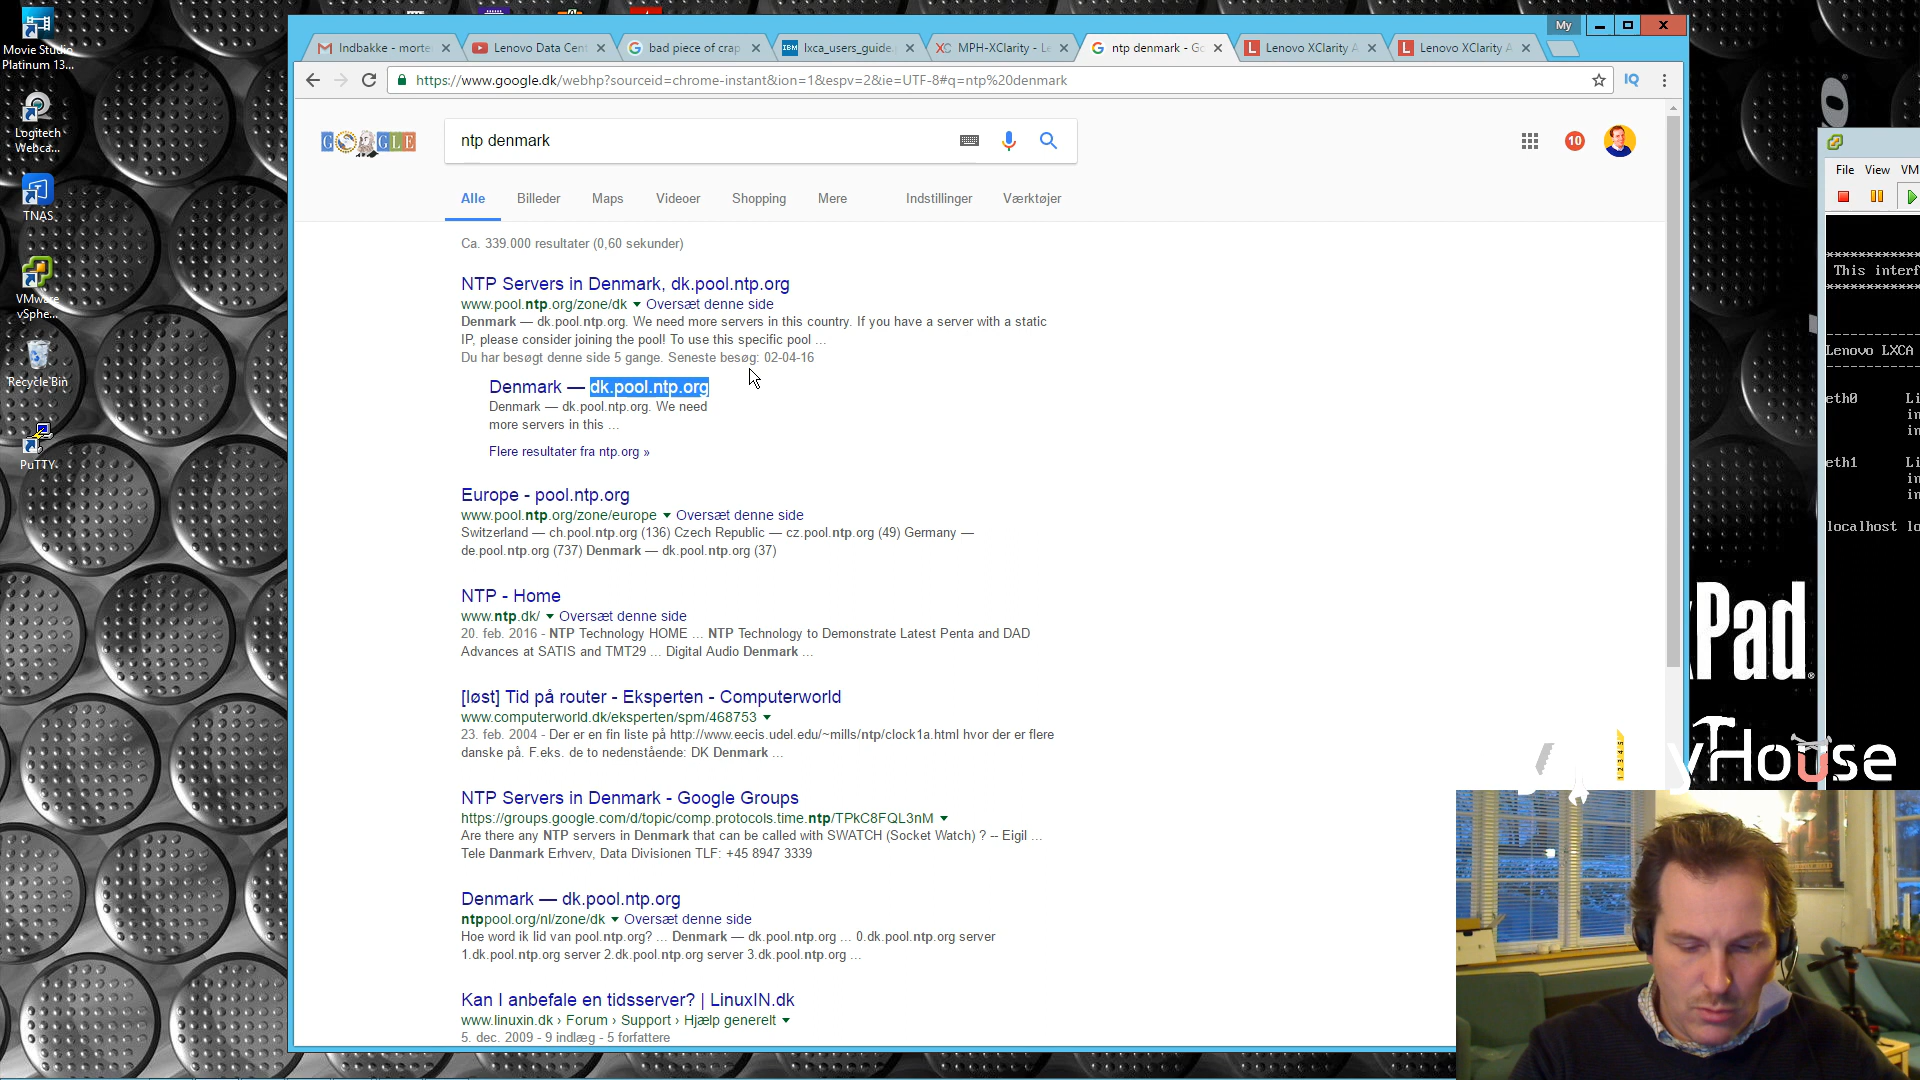 Movie Studio
Platinum 13...
Logitech
Webca...
TNAS
VMware
vSphe...
Recycle Bin
PuTTY
My
Indbakke - morte
Lenovo Data Cen
bad piece of crap
IBM
lxca_users_guide.
XC
MPH-XClarity - Le
ntp denmark - Go
L
Lenovo XClarity A
L
Lenovo XClarity A
https://www.google.dk/webhp?sourceid=chrome-instant&ion=1&espv=2&ie=UTF-8#q=ntp%20denmark
IQ
ntp denmark
10
Alle
Billeder
Maps
Videoer
Shopping
Mere
Indstillinger
Værktøjer
Ca. 339.000 resultater (0,60 sekunder)
NTP Servers in Denmark, dk.pool.ntp.org
www.pool.ntp.org/zone/dk
Oversæt denne side
Denmark — dk.pool.ntp.org. We need more servers in this country. If you have a server with a static
IP, please consider joining the pool! To use this specific pool ...
Du har besøgt denne side 5 gange. Seneste besøg: 02-04-16
Denmark — dk.pool.ntp.org
Denmark — dk.pool.ntp.org. We need
more servers in this ...
Flere resultater fra ntp.org »
Europe - pool.ntp.org
www.pool.ntp.org/zone/europe
Oversæt denne side
Switzerland — ch.pool.ntp.org (136) Czech Republic — cz.pool.ntp.org (49) Germany —
de.pool.ntp.org (737) Denmark — dk.pool.ntp.org (37)
NTP - Home
www.ntp.dk/
Oversæt denne side
20. feb. 2016 - NTP Technology HOME ... NTP Technology to Demonstrate Latest Penta and DAD
Advances at SATIS and TMT29 ... Digital Audio Denmark ...
[løst] Tid på router - Eksperten - Computerworld
www.computerworld.dk/eksperten/spm/468753
23. feb. 2004 - Der er en fin liste på http://www.eecis.udel.edu/~mills/ntp/clock1a.html hvor der er flere
danske på. F.eks. de to nedenstående: DK Denmark ...
NTP Servers in Denmark - Google Groups
https://groups.google.com/d/topic/comp.protocols.time.ntp/TPkC8FQL3nM
Are there any NTP servers in Denmark that can be called with SWATCH (Socket Watch) ? -- Eigil ...
Tele Danmark Erhverv, Data Divisionen TLF: +45 8947 3339
Denmark — dk.pool.ntp.org
ntppool.org/nl/zone/dk
Oversæt denne side
Hoe word ik lid van pool.ntp.org? ... Denmark — dk.pool.ntp.org ... 0.dk.pool.ntp.org server
1.dk.pool.ntp.org server 2.dk.pool.ntp.org server 3.dk.pool.ntp.org ...
Kan I anbefale en tidsserver? | LinuxIN.dk
www.linuxin.dk › Forum › Support › Hjælp generelt
5. dec. 2009 - 9 indlæg - 5 forfattere
File View VM
***********
This interf
***********
Lenovo LXCA
eth0 Li
in
in
eth1 Li
in
in
localhost lo
Pad
yHouse